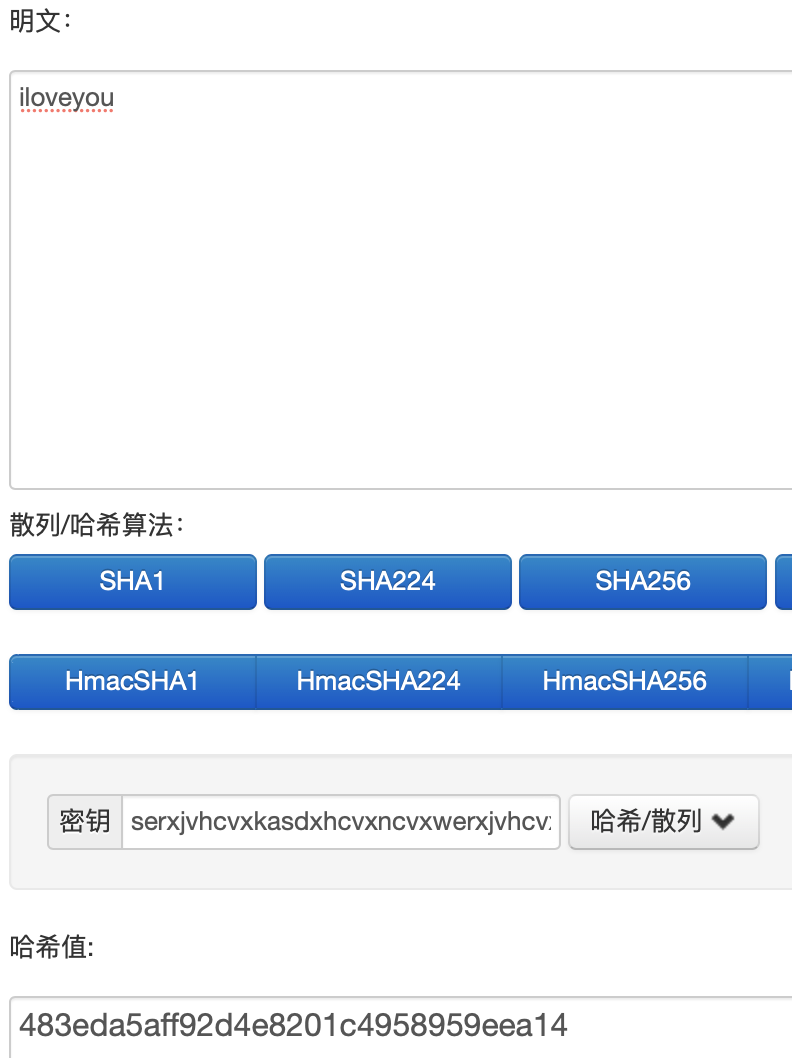 明文：
iloveyou
散列/哈希算法：
SHA1 SHA224 SHA256
HmacSHA1 HmacSHA224 HmacSHA256
密钥 serxjvhcvxkasdxhcvxncvxwerxjvhcv 哈希/散列
哈希值:
483eda5aff92d4e8201c4958959eea14